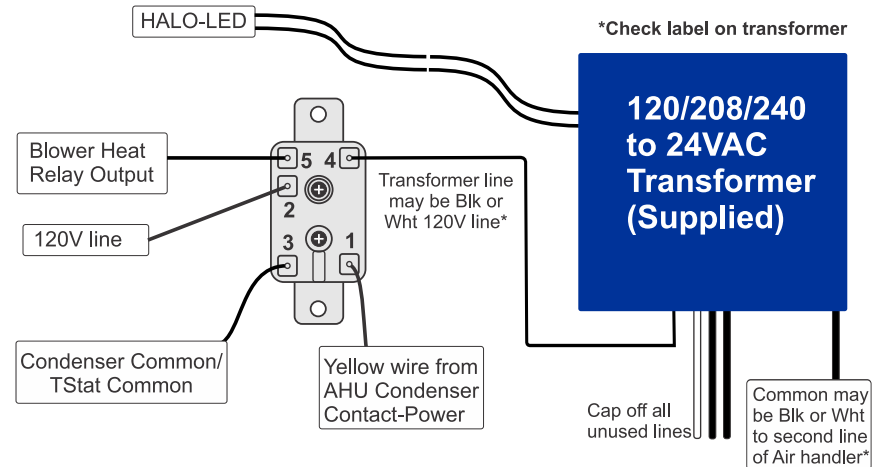 HALO-LED
*Check label on transformer
120/208/240
to 24VAC
Transformer
(Supplied)
Blower Heat
Relay Output
5 4
2
3 1
Transformer line
may be Blk or
Wht 120V line*
120V line
Condenser Common/
TStat Common
Yellow wire from
AHU Condenser
Contact-Power
Cap off all
unused lines
Common may
be Blk or Wht
to second line
of Air handler*